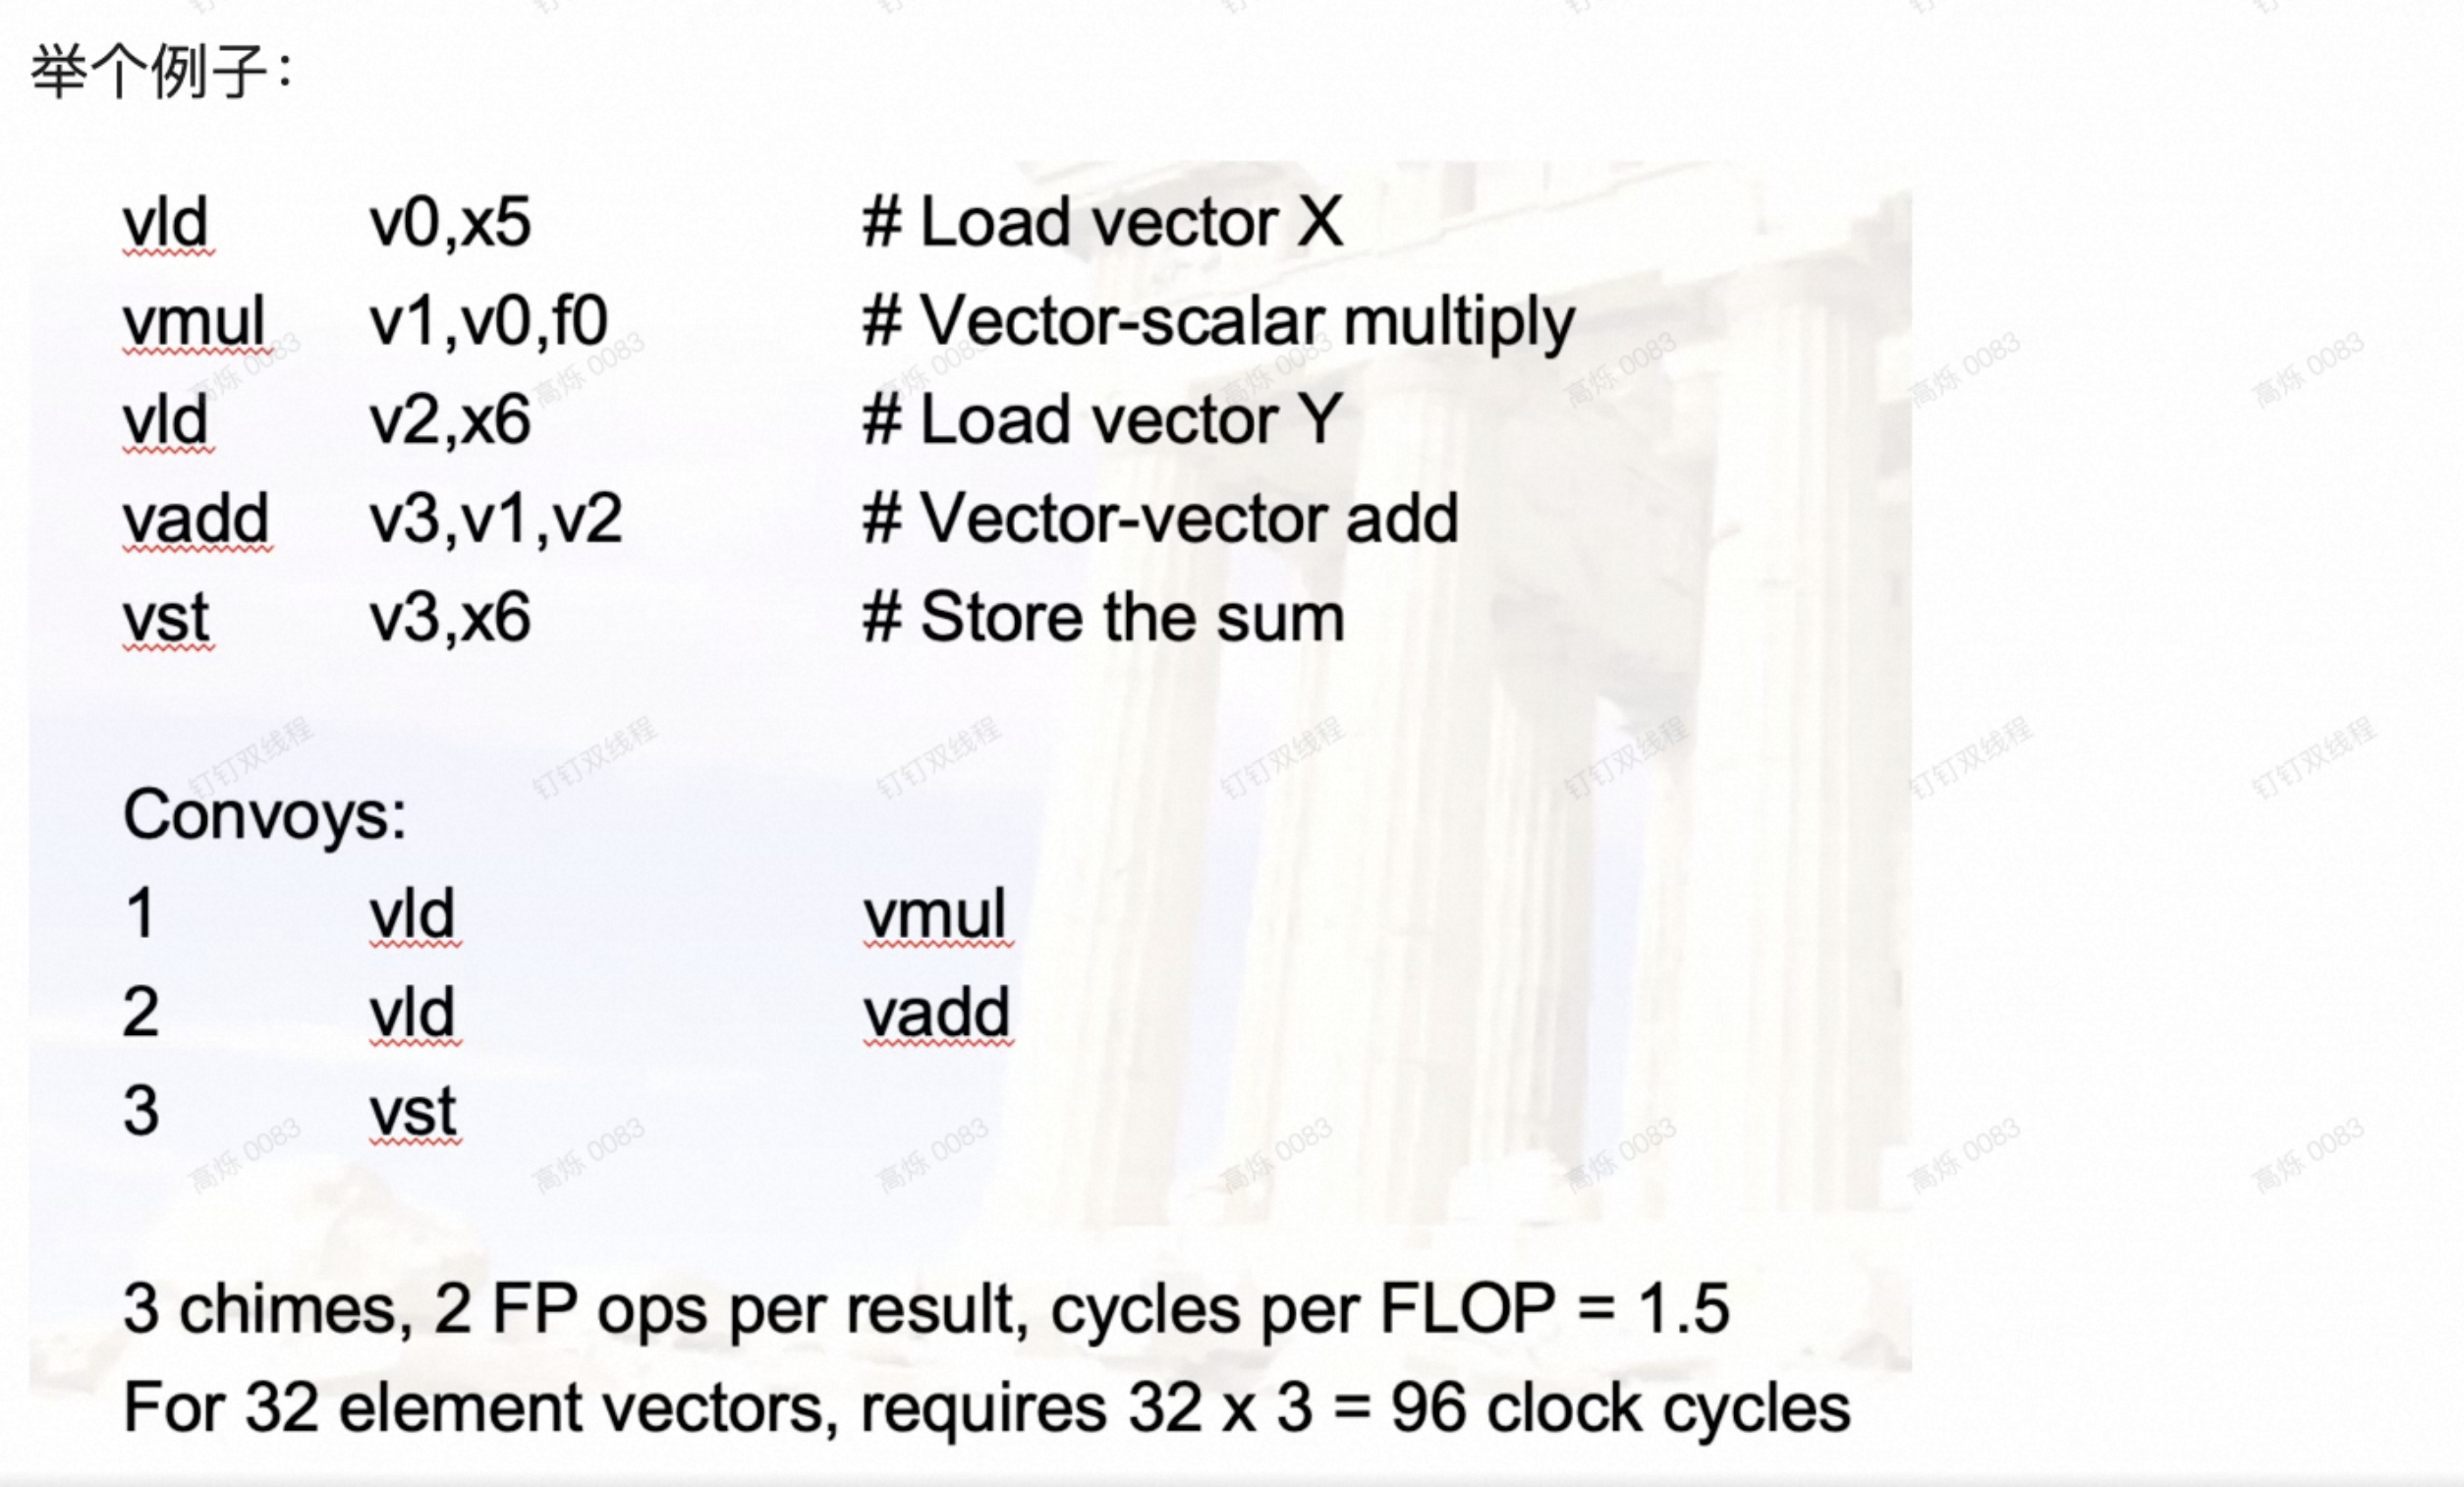 举个例子：
vld v0,x5 # Load vector X
vmul v1,v0,f0 # Vector-scalar multiply
高烁 0083 高烁 0083 高烁 0083 高烁 0083 高烁 0083 高烁 0083 高烁 0083
vld v2,x6 # Load vector Y
vadd v3,v1,v2 # Vector-vector add
vst v3,x6 # Store the sum
钉钉双线程 钉钉双线程 钉钉双线程 钉钉双线程 钉钉双线程 钉钉双线程 钉钉双线程
Convoys:
1 vld vmul
2 vld vadd
3 vst
高烁 0083 高烁 0083 高烁 0083 高烁 0083 高烁 0083 高烁 0083 高烁 0083
3 chimes, 2 FP ops per result, cycles per FLOP = 1.5
For 32 element vectors, requires 32 x 3 = 96 clock cycles